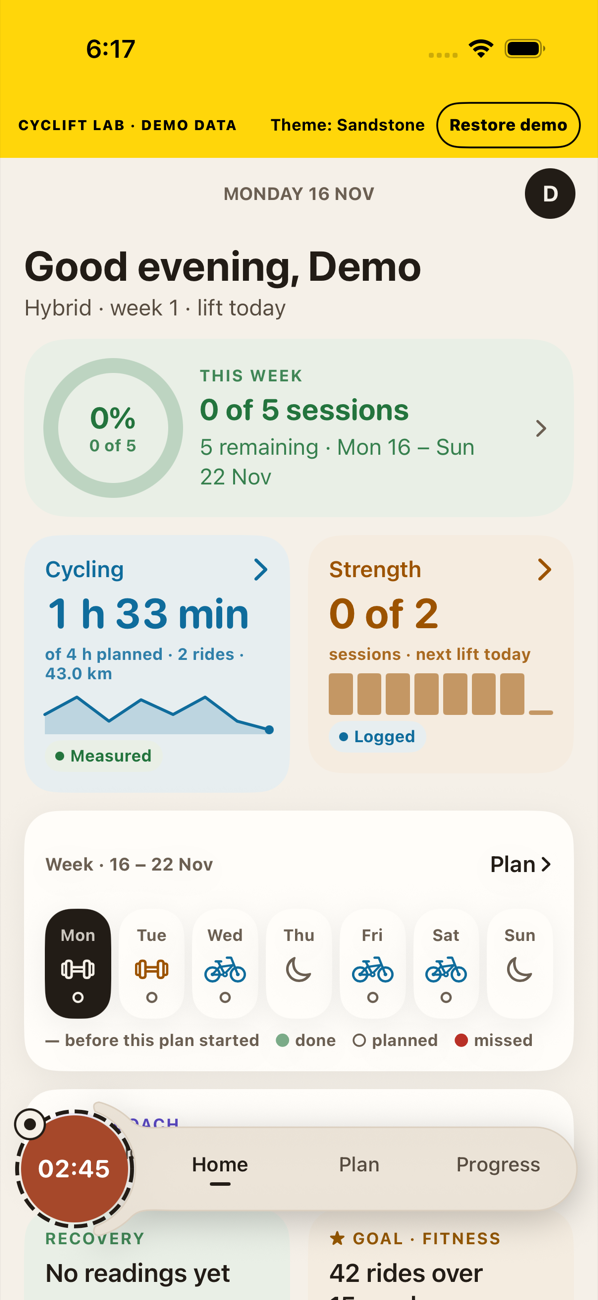 6:17
CYCLIFT LAB · DEMO DATA
Theme: Sandstone
Restore demo
MONDAY 16 NOV
D
Good evening, Demo
Hybrid · week 1 · lift today
0%
0 of 5
THIS WEEK
0 of 5 sessions
5 remaining · Mon 16 – Sun
22 Nov
Cycling
1 h 33 min
of 4 h planned · 2 rides ·
43.0 km
Measured
Strength
0 of 2
sessions · next lift today
Logged
Week · 16 – 22 Nov
Plan
Mon
Tue
Wed
Thu
Fri
Sat
Sun
— before this plan started
done
planned
missed
02:45
Home
Plan
Progress
RECOVERY
No readings yet
GOAL · FITNESS
42 rides over